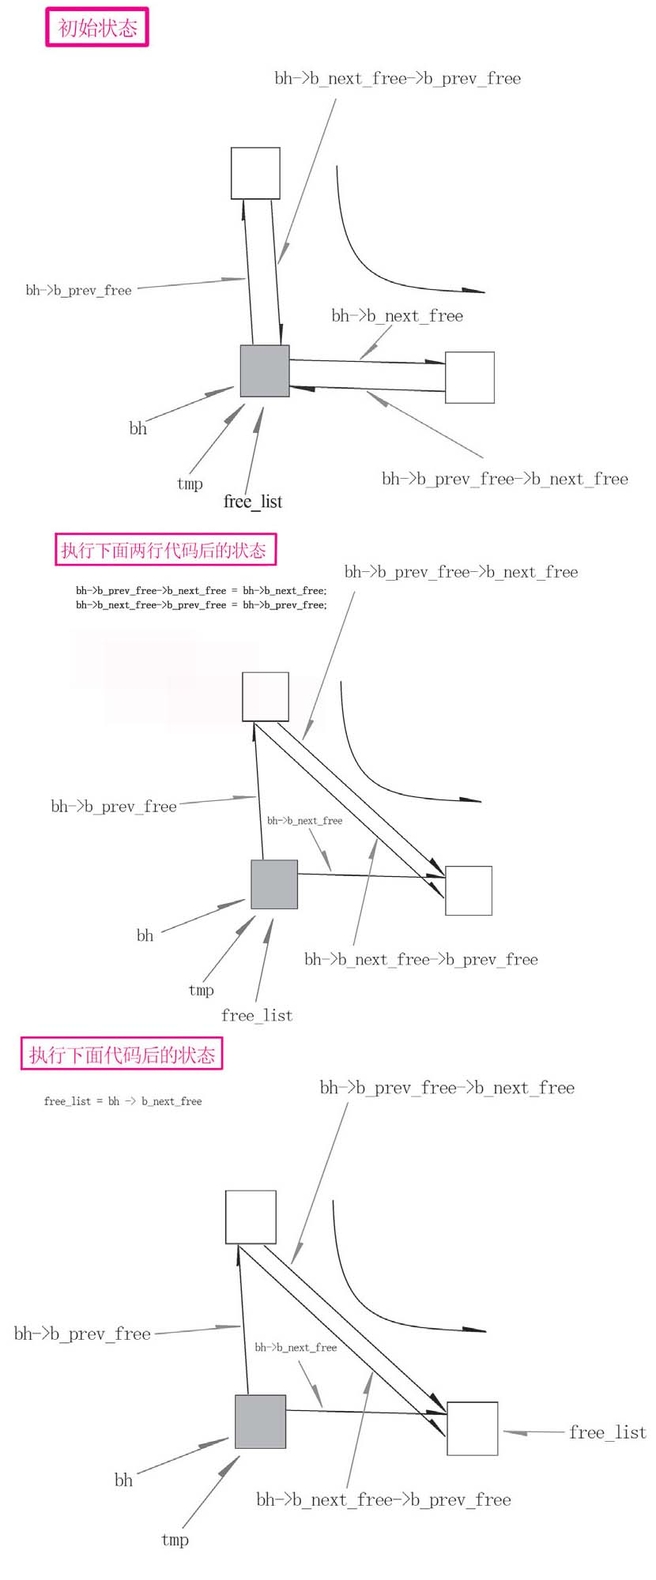 初始状态
bh->b_next_free->b_prev_free
bh->b_prev_free
bh->b_next_free
bh
bh->b_prev_free->b_next_free
tmp
free_list
执行下面两行代码后的状态
bh->b_prev_free->b_next_free
bh->b_prev_free->b_next_free = bh->b_next_free;
bh->b_next_free->b_prev_free = bh->b_prev_free;
bh->b_prev_free
bh->b_next_free
bh
bh->b_next_free->b_prev_free
tmp
free_list
执行下面代码后的状态
bh->b_prev_free->b_next_free
free_list = bh -> b_next_free
bh->b_prev_free
bh->b_next_free
free_list
bh
bh->b_next_free->b_prev_free
tmp